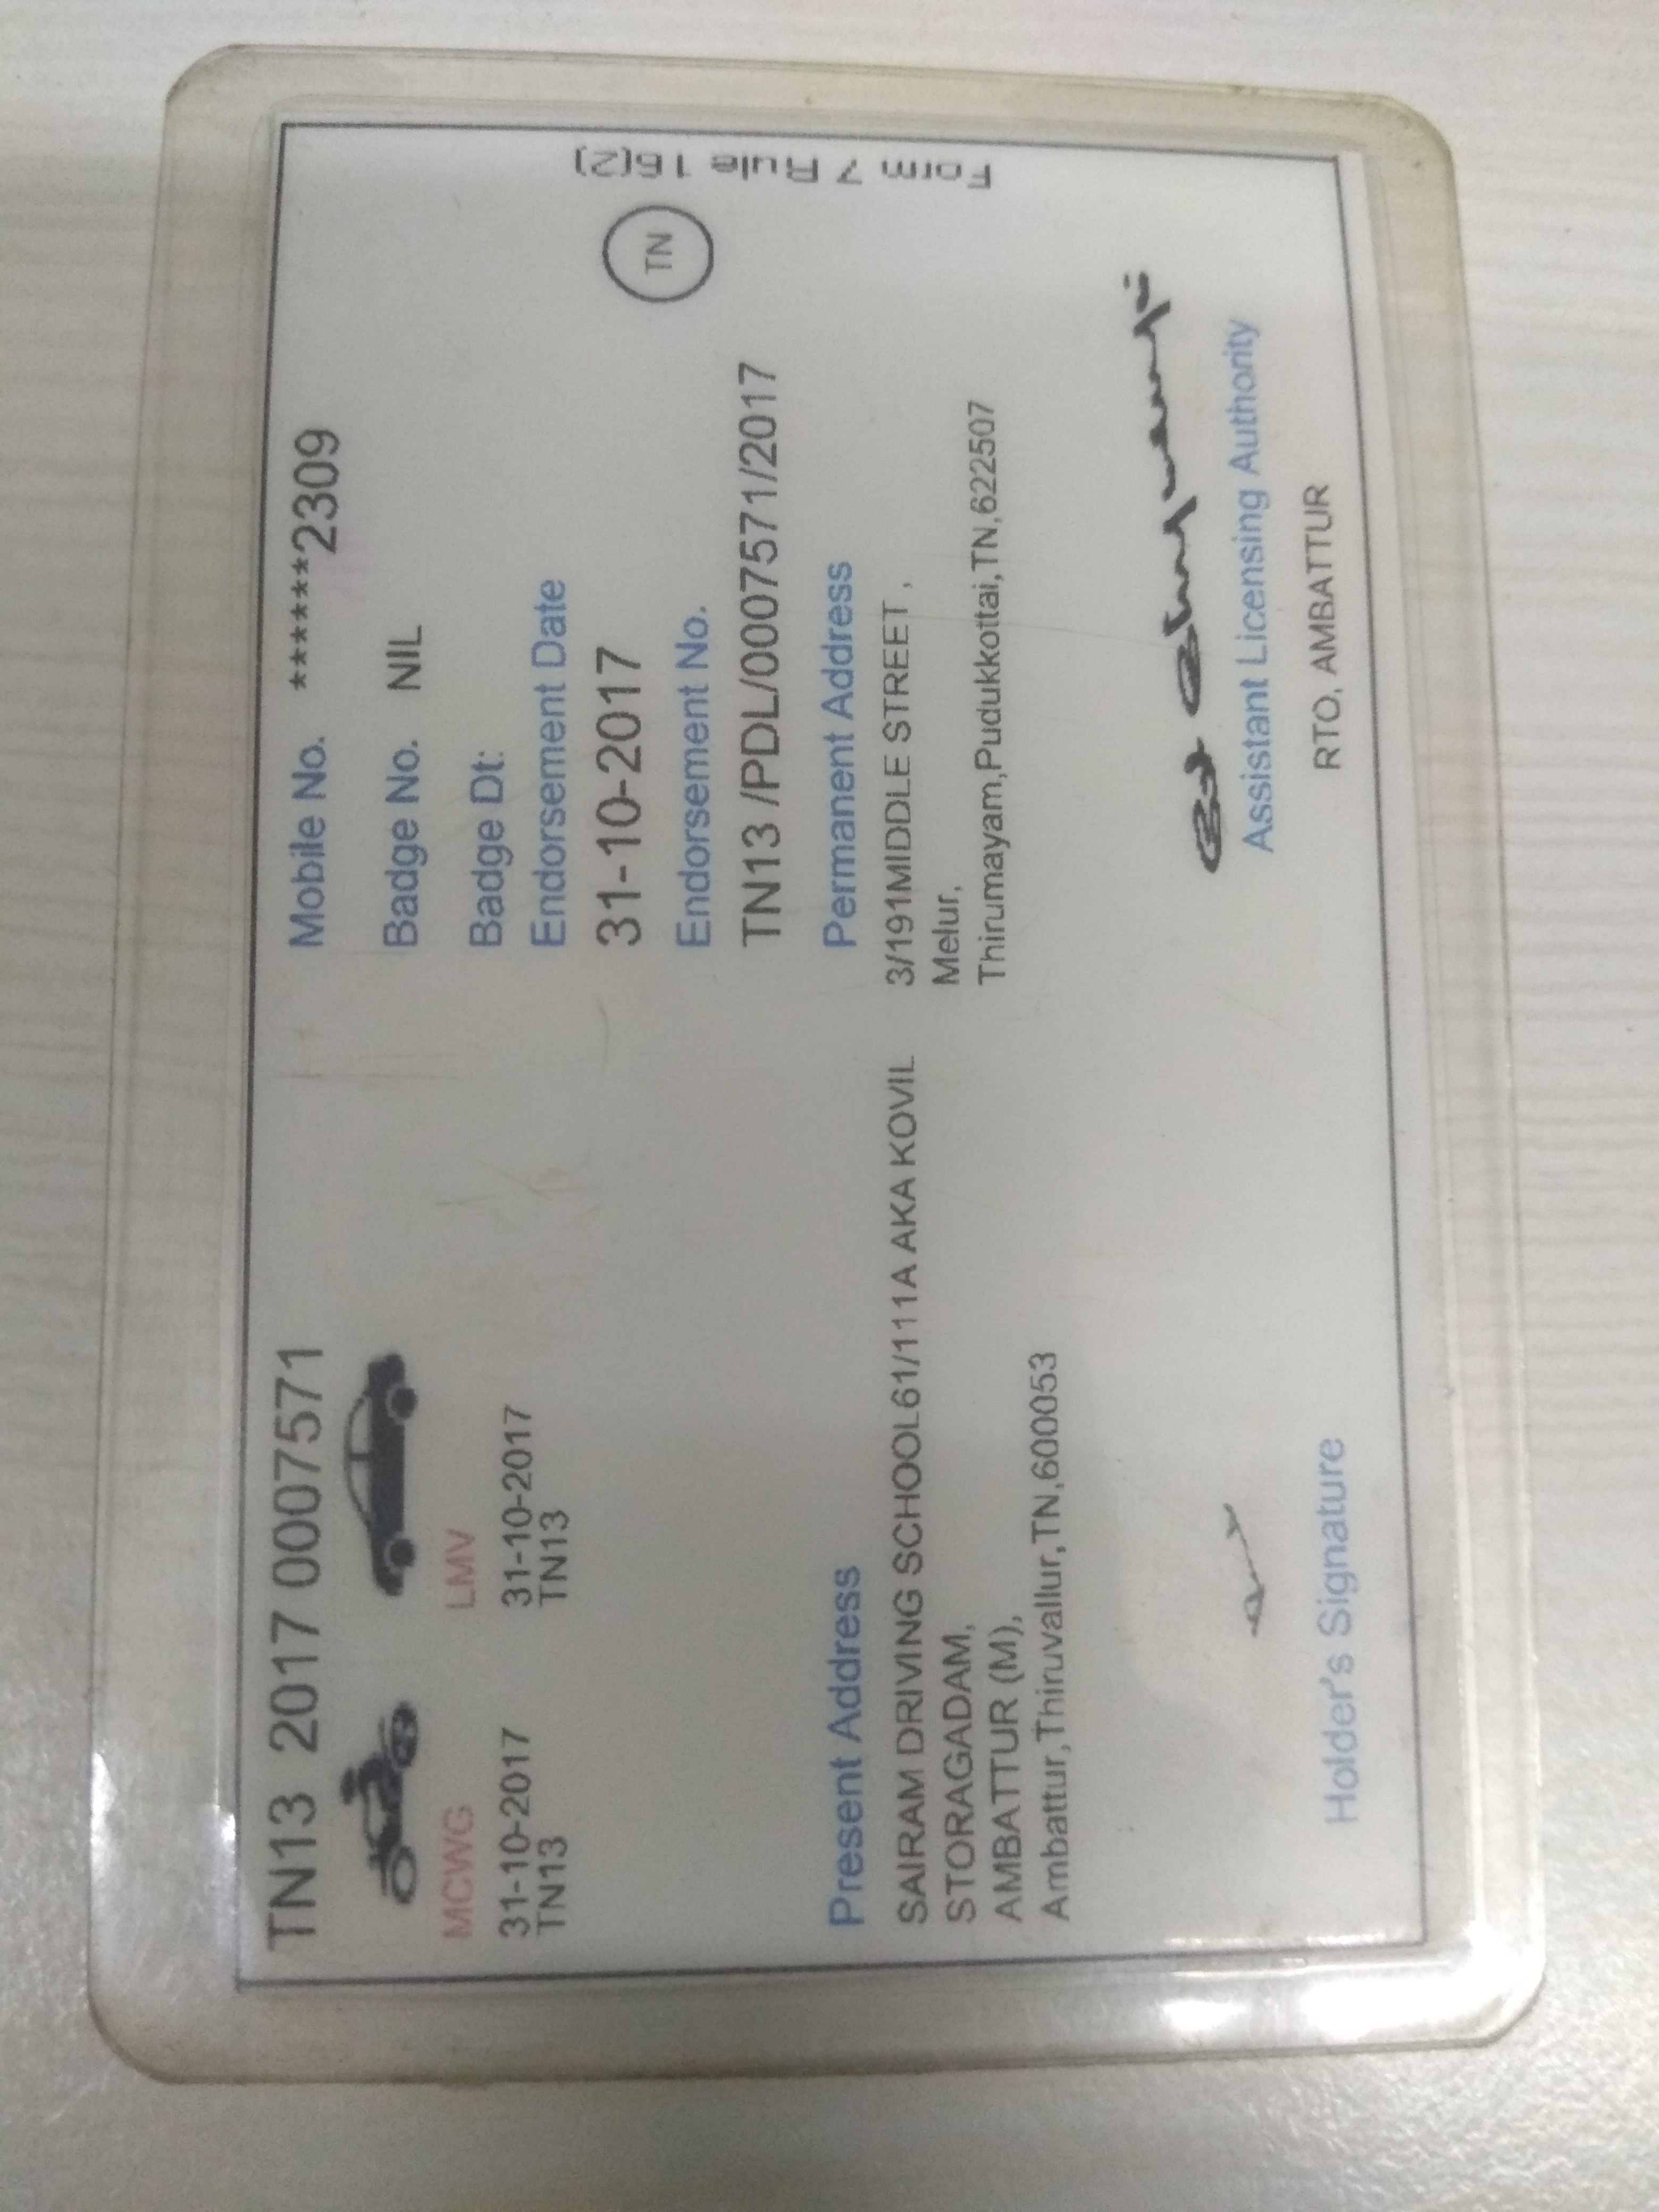 TN13 2017 0007571
MCWG LMV
31-10-2017 31-10-2017
TN13 TN13
Mobile No. *******2309
Badge No. NIL
Badge Dt:
Endorsement Date
31-10-2017
TN
Endorsement No.
TN13 /PDL/0007571/2017
Form 7 Rule 16(2)
Present Address
SAIRAM DRIVING SCHOOL61/111A AKA KOVIL
STORAGADAM,
AMBATTUR (M),
Ambattur,Thiruvallur,TN,600053
Permanent Address
3/191MIDDLE STREET ,
Melur,
Thirumayam,Pudukkottai,TN,622507
Holder's Signature
Assistant Licensing Authority
RTO, AMBATTUR